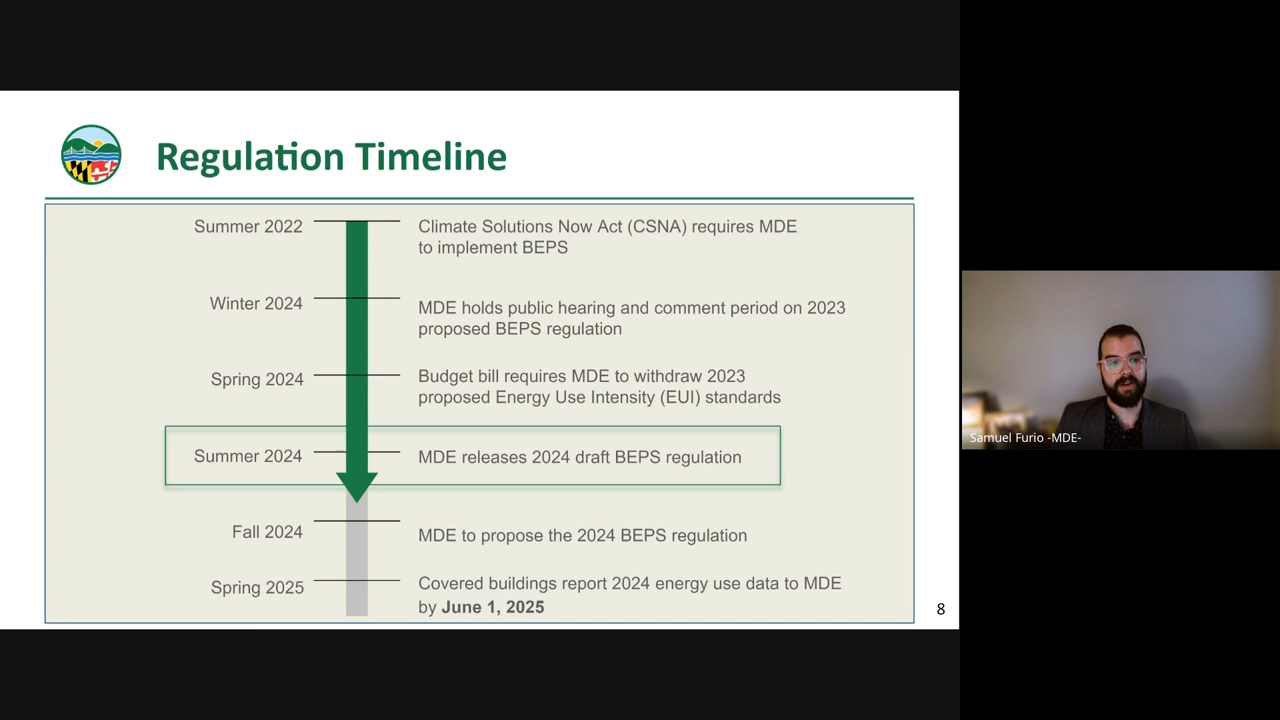 Regulation Timeline
Summer 2022
Climate Solutions Now Act (CSNA) requires MDE
to implement BEPS
Winter 2024
MDE holds public hearing and comment period on 2023
proposed BEPS regulation
Spring 2024
Budget bill requires MDE to withdraw 2023
proposed Energy Use Intensity (EUI) standards
Summer 2024
MDE releases 2024 draft BEPS regulation
Fall 2024
MDE to propose the 2024 BEPS regulation
Spring 2025
Covered buildings report 2024 energy use data to MDE
by June 1, 2025
8
Samuel Furio -MDE-